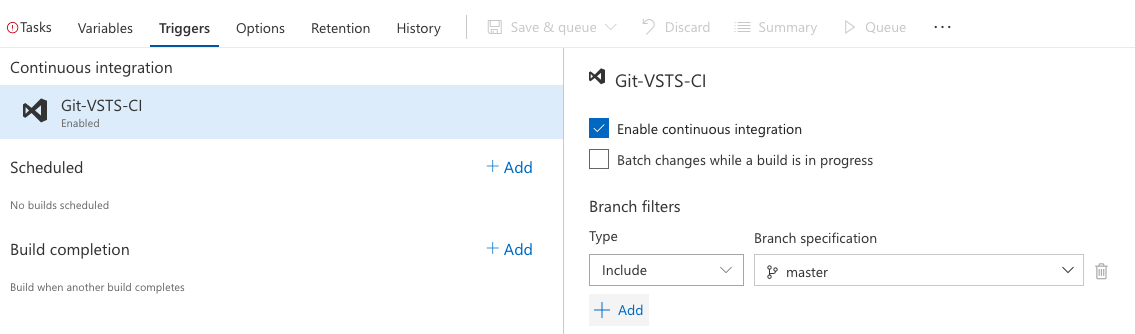 Tasks Variables Triggers Options Retention History Save & queue Discard Summary Queue ...
Continuous integration
Git-VSTS-CI
Enabled
Scheduled + Add
No builds scheduled
Build completion + Add
Build when another build completes
Git-VSTS-CI
Enable continuous integration
Batch changes while a build is in progress
Branch filters
Type Branch specification
Include master
+ Add